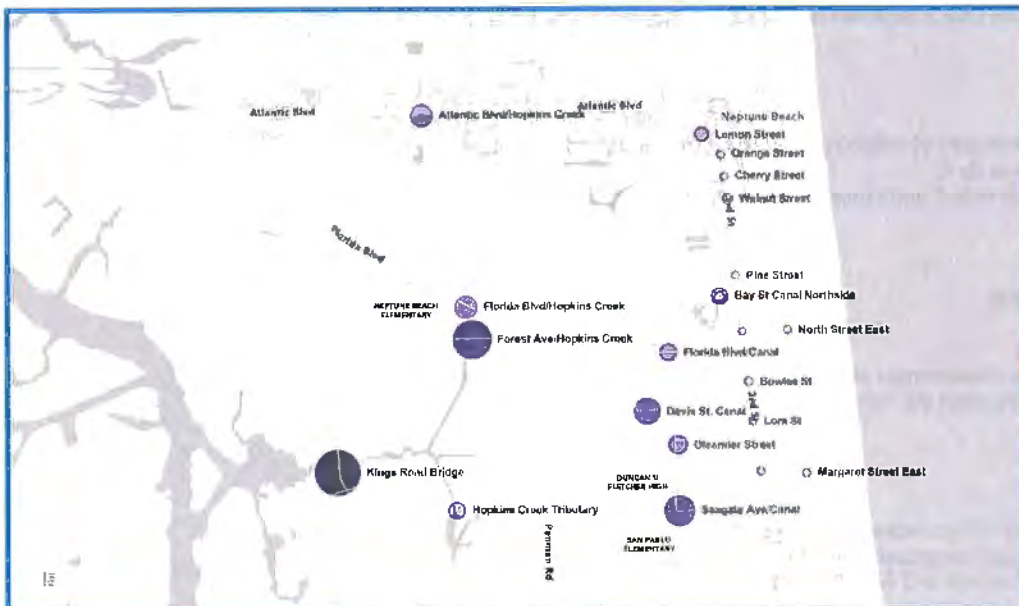 Atlantic Blvd
Atlantic Blvd/Hopkins Creek
Atlantic Blvd
Neptune Beach
Lemon Street
Orange Street
Cherry Street
Walnut Street
Florida Blvd
Pine Street
Bay St Canal Northside
NEPTUNE BEACH
ELEMENTARY
Florida Blvd/Hopkins Creek
North Street East
Forest Ave/Hopkins Creek
Florida Blvd/Canal
Bowles St
3rd St
Davis St. Canal
Lora St
Oleander Street
Kings Road Bridge
Margaret Street East
DUNCAN U
FLETCHER HIGH
Hopkins Creek Tributary
Seagate Ave/Canal
Penman Rd
SAN PABLO
ELEMENTARY